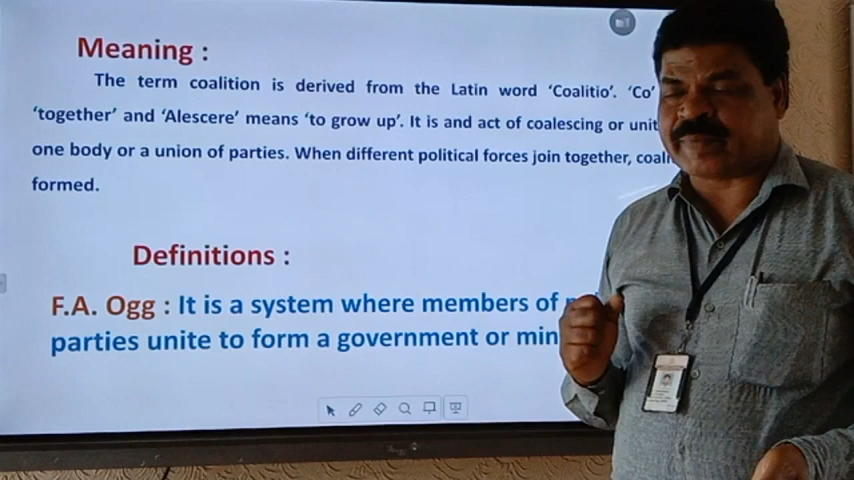 Meaning :
The term coalition is derived from the Latin word ‘Coalitio’. ‘Co’
‘together’ and ‘Alescere’ means ‘to grow up’. It is and act of coalescing or unit
one body or a union of parties. When different political forces join together, coali
formed.
Definitions :
F.A. Ogg : It is a system where members of
parties unite to form a government or min